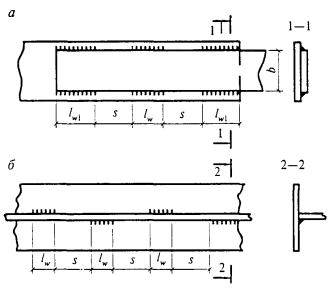 а
1
1—1
b
l_w1 s l_w s l_w1
1
б
2
2—2
l_w s l_w s l_w s
2